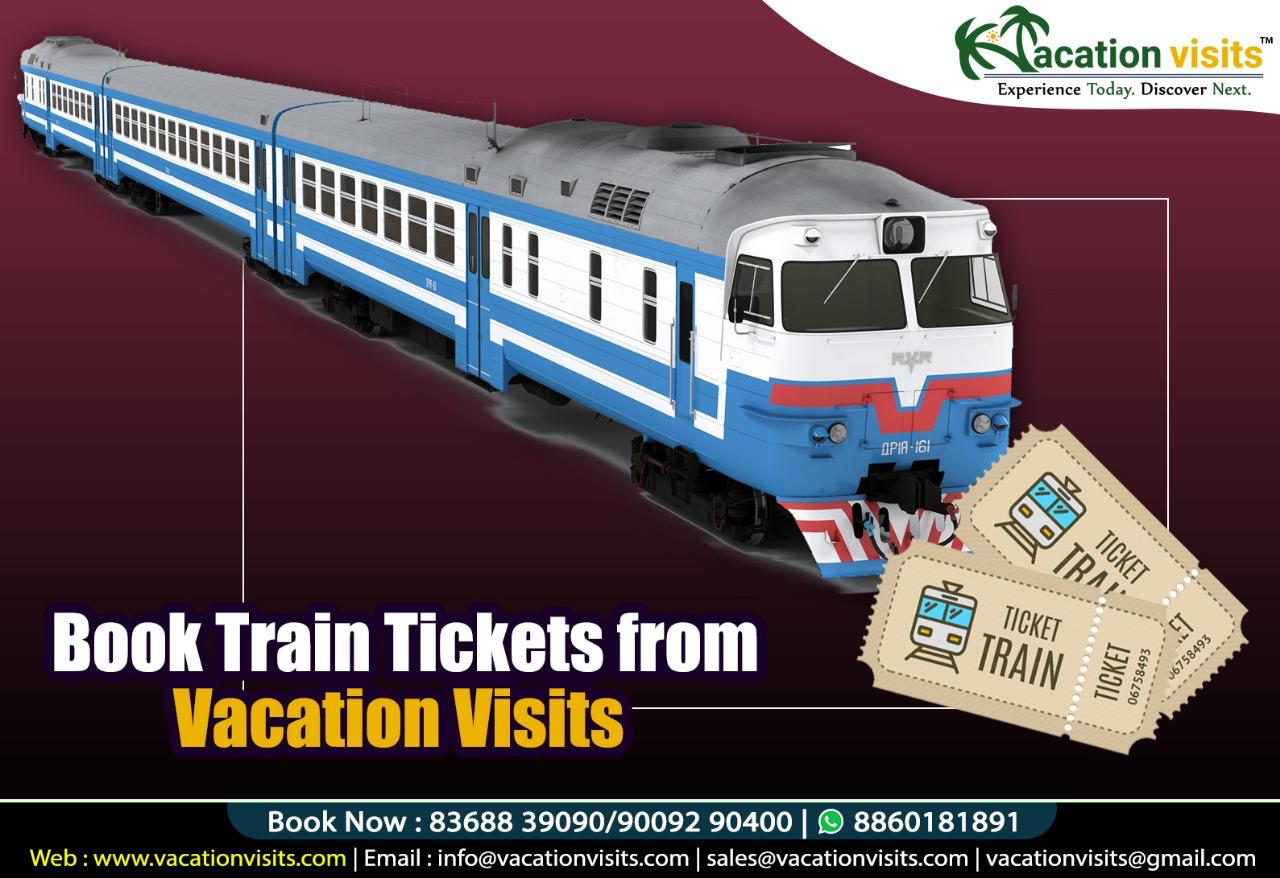 Vacation visits™
Experience Today. Discover Next.
RVR
ДР1Я-161
TICKET
TRAIN
TICKET
06758493
TICKET
TRAIN
TICKET
06758493
Book Train Tickets from
Vacation Visits
Book Now : 83688 39090/90092 90400 | 8860181891
Web : www.vacationvisits.com | Email : info@vacationvisits.com | sales@vacationvisits.com | vacationvisits@gmail.com